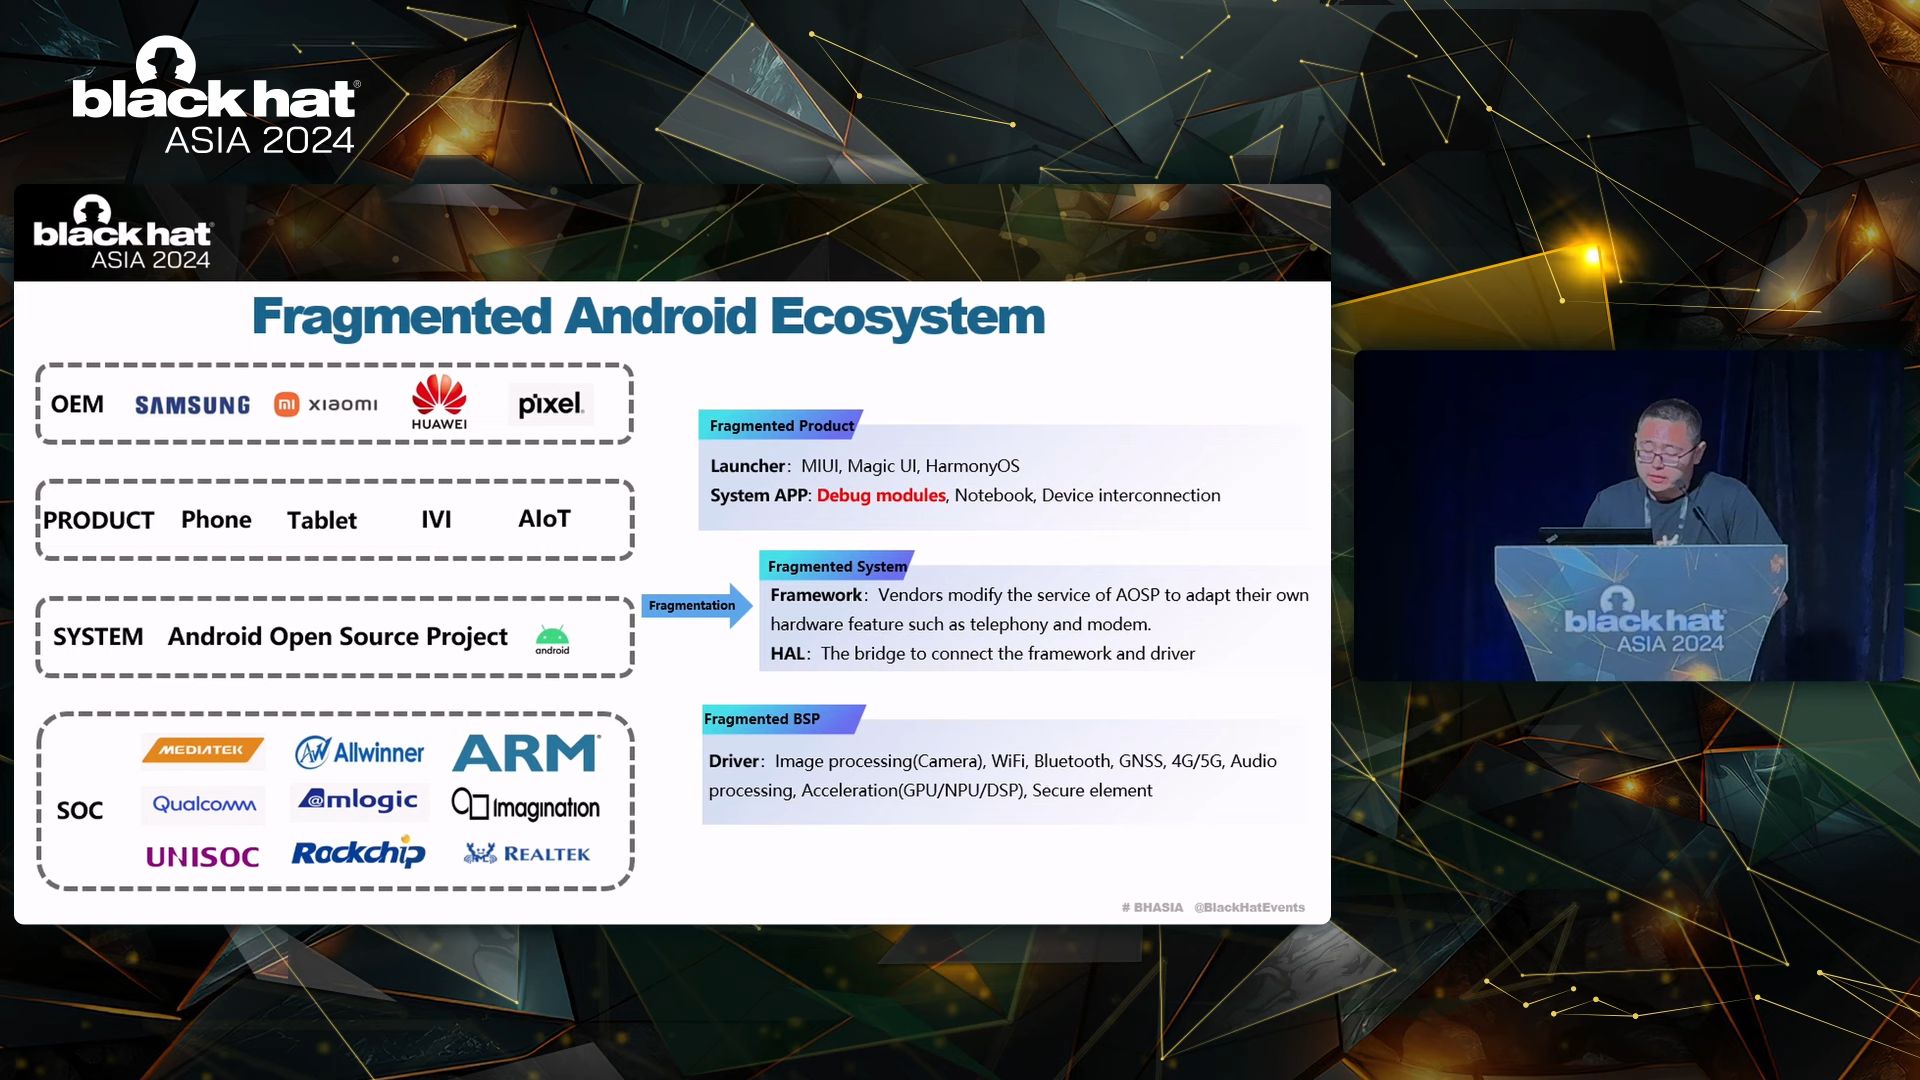 black hat®
ASIA 2024
black hat
ASIA 2024
Fragmented Android Ecosystem
OEM SAMSUNG mi xiaomi HUAWEI pixel.
PRODUCT Phone Tablet IVI AIoT
SYSTEM Android Open Source Project android
SOC
MEDIATEK Allwinner ARM
Qualcomm @mlogic Imagination
UNISOC Rockchip REALTEK
Fragmentation
Fragmented Product
Launcher： MIUI, Magic UI, HarmonyOS
System APP: Debug modules, Notebook, Device interconnection
Fragmented System
Framework： Vendors modify the service of AOSP to adapt their own
hardware feature such as telephony and modem.
HAL： The bridge to connect the framework and driver
Fragmented BSP
Driver： Image processing(Camera), WiFi, Bluetooth, GNSS, 4G/5G, Audio
processing, Acceleration(GPU/NPU/DSP), Secure element
# BHASIA @BlackHatEvents
black hat
ASIA 2024